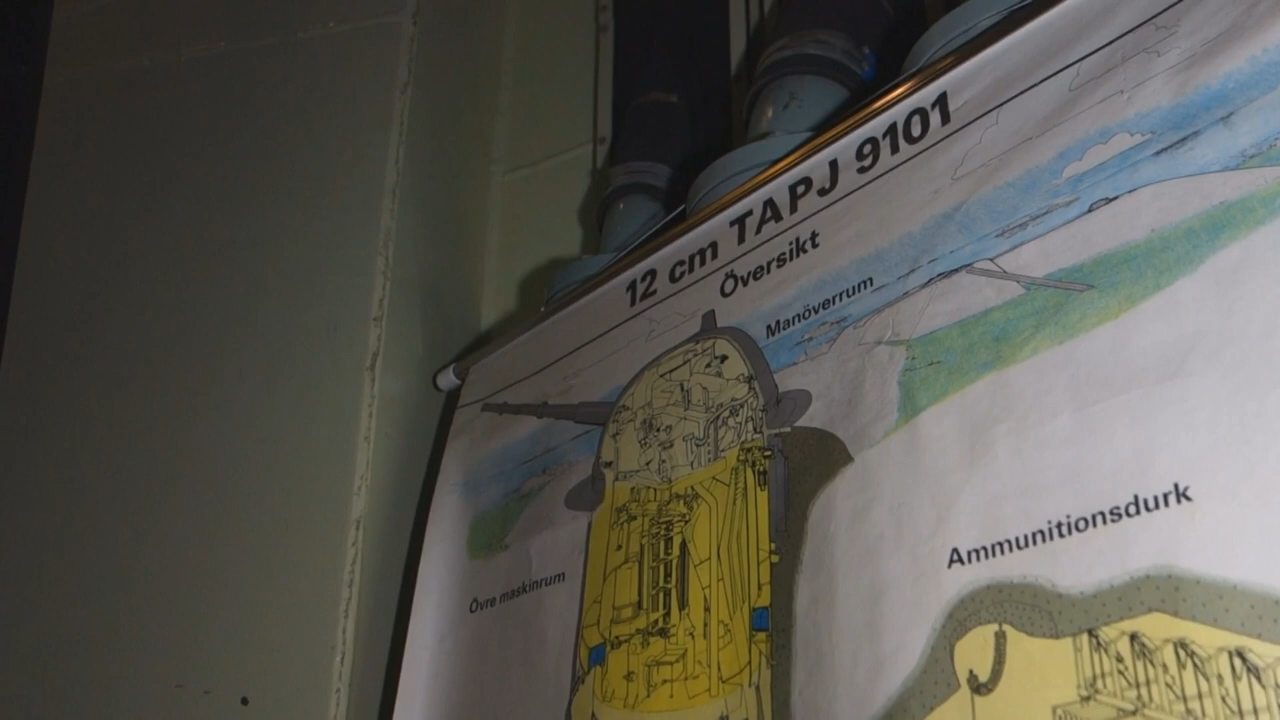 12 cm TAPJ 9101
Översikt
Manöverrum
Ammunitionsdurk
Övre maskinrum